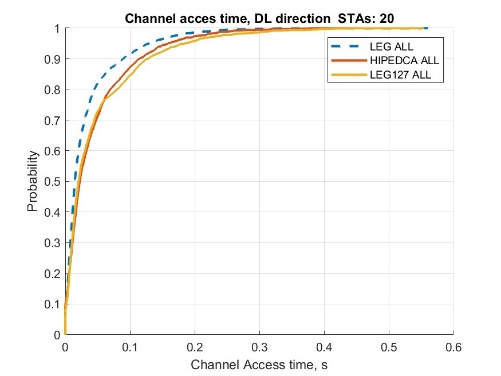 Channel acces time, DL direction  STAs: 20
LEG ALL
HIPEDCA ALL
LEG127 ALL
Probability
1
0.9
0.8
0.7
0.6
0.5
0.4
0.3
0.2
0.1
0
0 0.1 0.2 0.3 0.4 0.5 0.6
Channel Access time, s